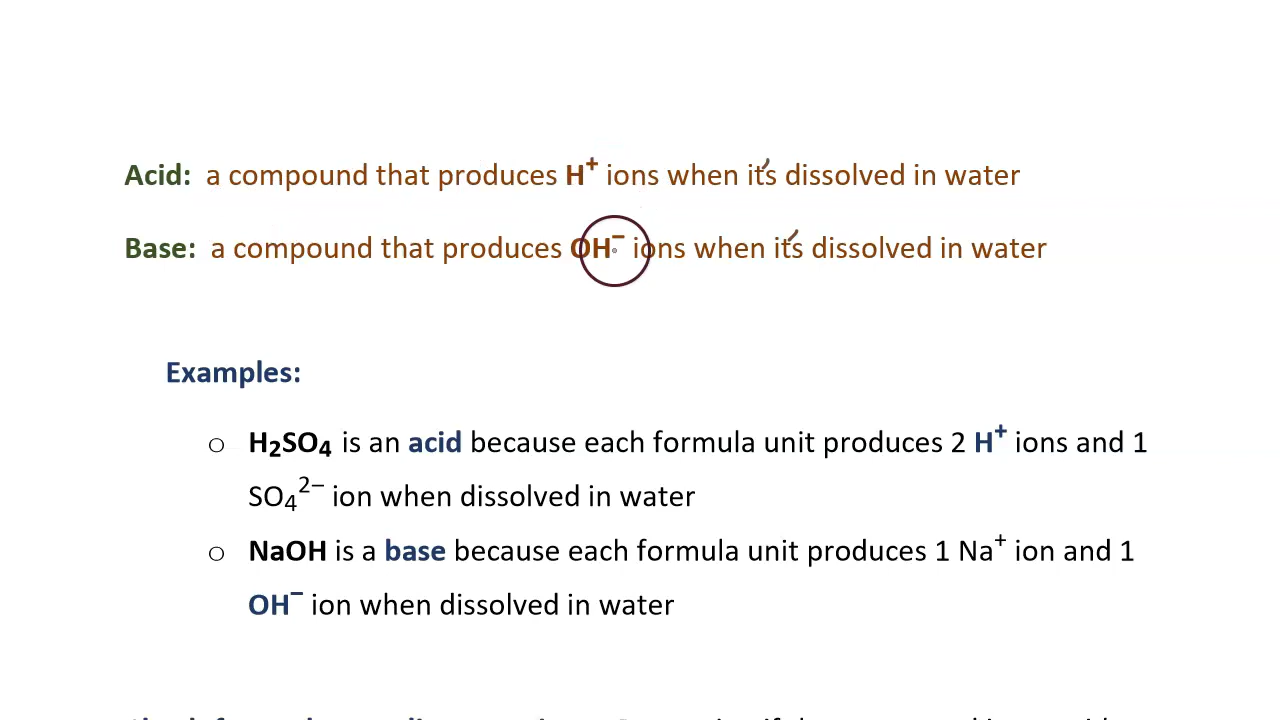 Acid: a compound that produces H⁺ ions when it's dissolved in water
Base: a compound that produces OH⁻ ions when it's dissolved in water
Examples:
○ H₂SO₄ is an acid because each formula unit produces 2 H⁺ ions and 1
SO₄²⁻ ion when dissolved in water
○ NaOH is a base because each formula unit produces 1 Na⁺ ion and 1
OH⁻ ion when dissolved in water